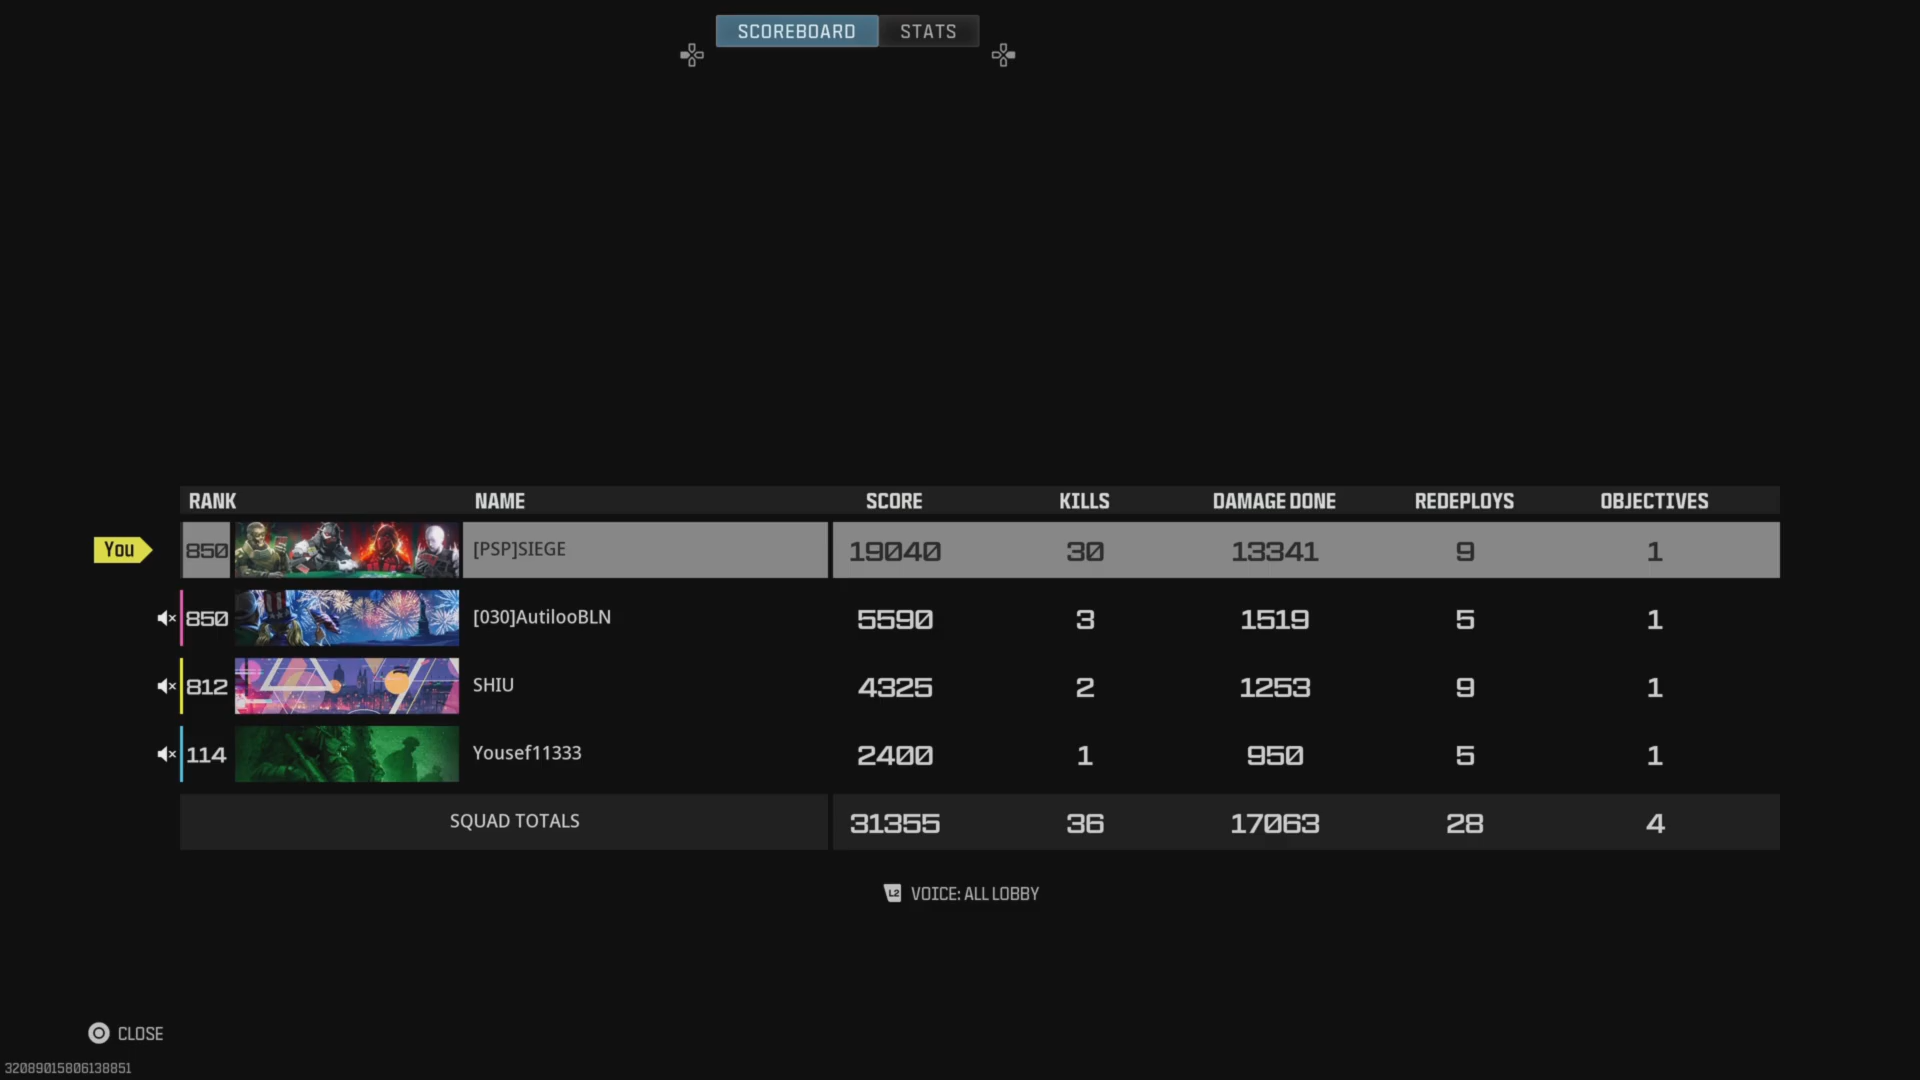 SCOREBOARD STATS
RANK NAME SCORE KILLS DAMAGE DONE REDEPLOYS OBJECTIVES
You 850 [PSP]SIEGE 19040 30 13341 9 1
850 [030]AutilooBLN 5590 3 1519 5 1
812 SHIU 4325 2 1253 9 1
114 Yousef11333 2400 1 950 5 1
SQUAD TOTALS 31355 36 17063 28 4
L2 VOICE: ALL LOBBY
CLOSE
32089015806138851